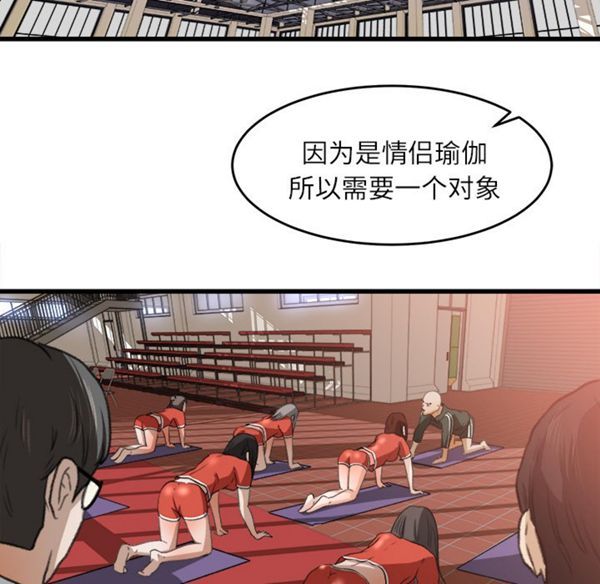 因为是情侣瑜伽
所以需要一个对象